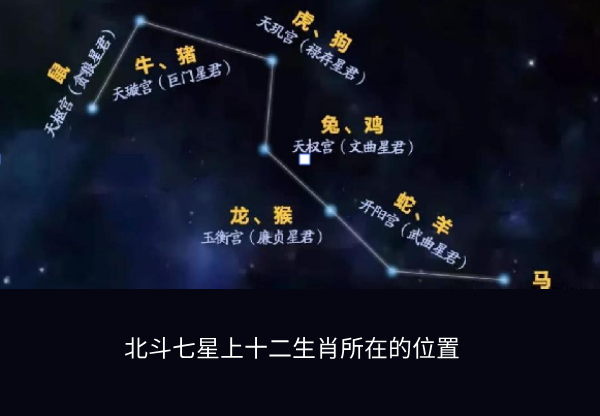 鼠
天枢宫（贪狼星君）
牛、猪
天璇宫（巨门星君）
虎、狗
天玑宫（禄存星君）
兔、鸡
天权宫（文曲星君）
龙、猴
玉衡宫（廉贞星君）
蛇、羊
开阳宫（武曲星君）
马
北斗七星上十二生肖所在的位置